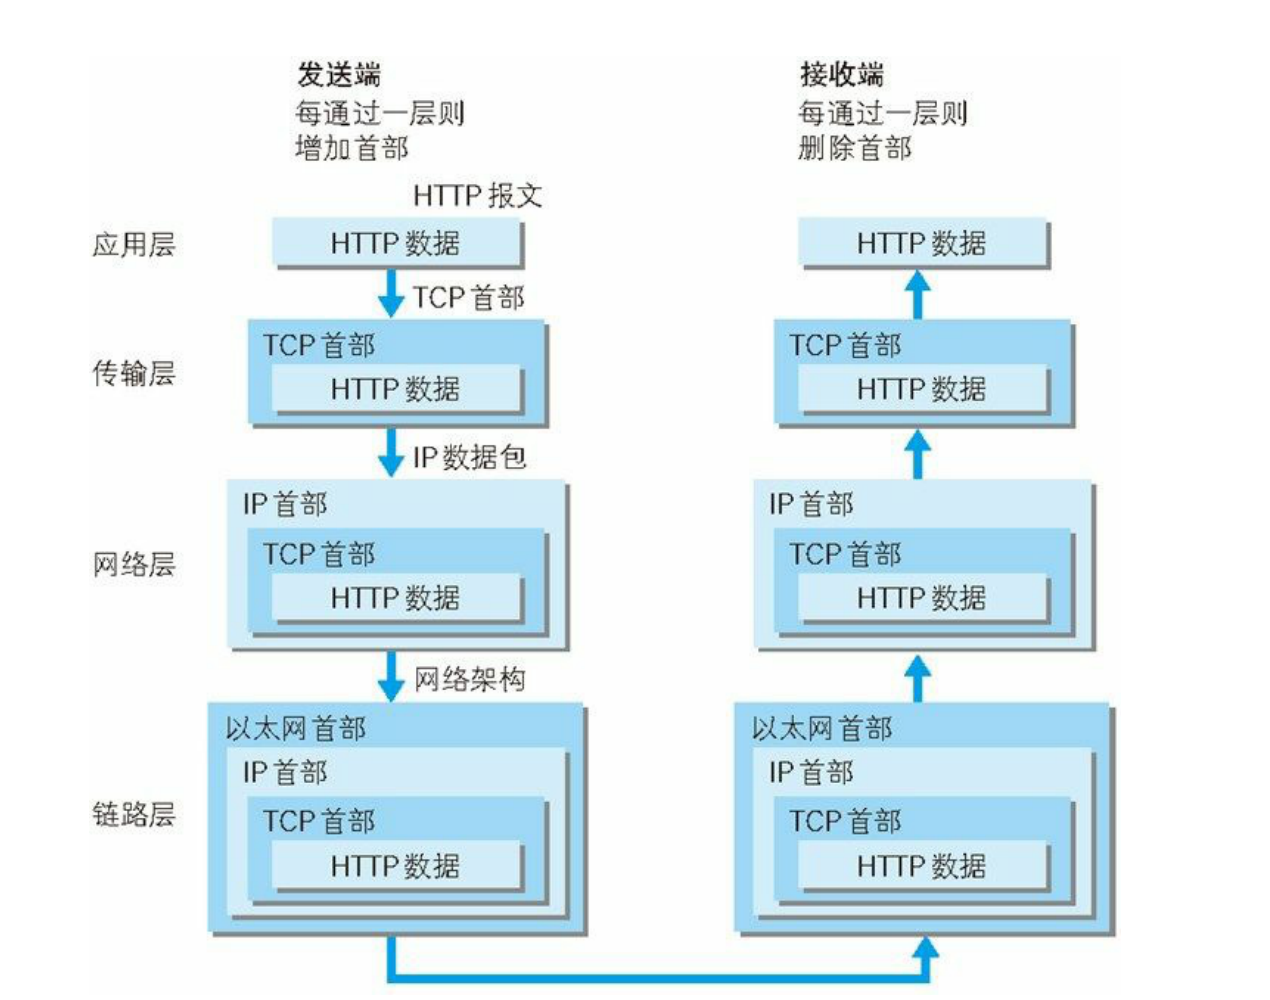 发送端
每通过一层则
增加首部
接收端
每通过一层则
删除首部
HTTP 报文
应用层
HTTP 数据
HTTP 数据
TCP 首部
传输层
TCP 首部
HTTP 数据
TCP 首部
HTTP 数据
IP 数据包
网络层
IP 首部
TCP 首部
HTTP 数据
IP 首部
TCP 首部
HTTP 数据
网络架构
链路层
以太网首部
IP 首部
TCP 首部
HTTP 数据
以太网首部
IP 首部
TCP 首部
HTTP 数据